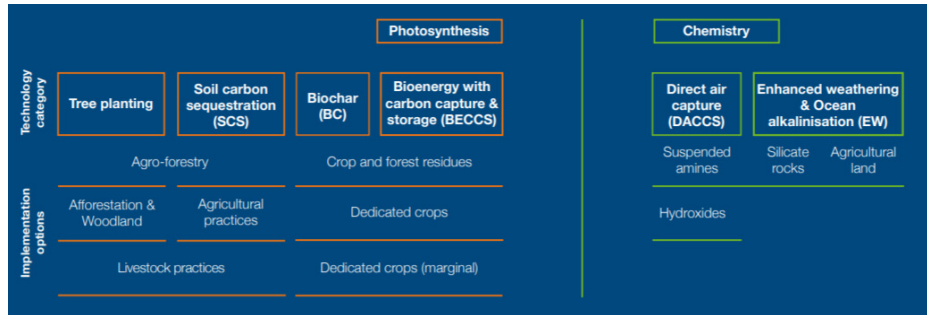 Photosynthesis
Chemistry
Technology
category
Tree planting
Soil carbon
sequestration
(SCS)
Biochar
(BC)
Bioenergy with
carbon capture &
storage (BECCS)
Direct air
capture
(DACCS)
Enhanced weathering
& Ocean
alkalinisation (EW)
Implementation
options
Agro-forestry
Crop and forest residues
Suspended
amines
Silicate
rocks
Agricultural
land
Afforestation &
Woodland
Agricultural
practices
Dedicated crops
Hydroxides
Livestock practices
Dedicated crops (marginal)